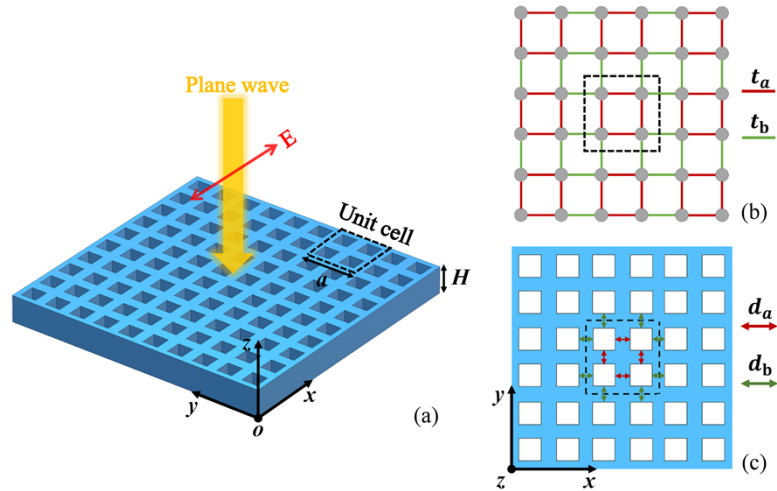 Plane wave
E
Unit cell
a
H
z
y
x
o
(a)
t_a
t_b
(b)
d_a
d_b
y
z
x
(c)